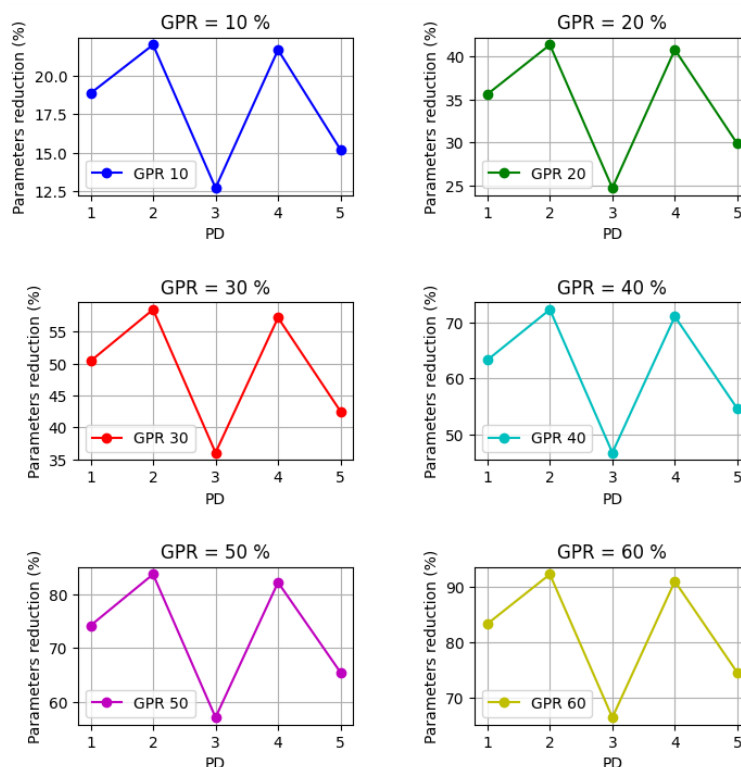 GPR = 10 %
Parameters reduction (%)
20.0
17.5
15.0
12.5
GPR 10
1 2 3 4 5
PD
GPR = 20 %
Parameters reduction (%)
40
35
30
25
GPR 20
1 2 3 4 5
PD
GPR = 30 %
Parameters reduction (%)
55
50
45
40
35
GPR 30
1 2 3 4 5
PD
GPR = 40 %
Parameters reduction (%)
70
60
50
GPR 40
1 2 3 4 5
PD
GPR = 50 %
Parameters reduction (%)
80
70
60
GPR 50
1 2 3 4 5
PD
GPR = 60 %
Parameters reduction (%)
90
80
70
GPR 60
1 2 3 4 5
PD